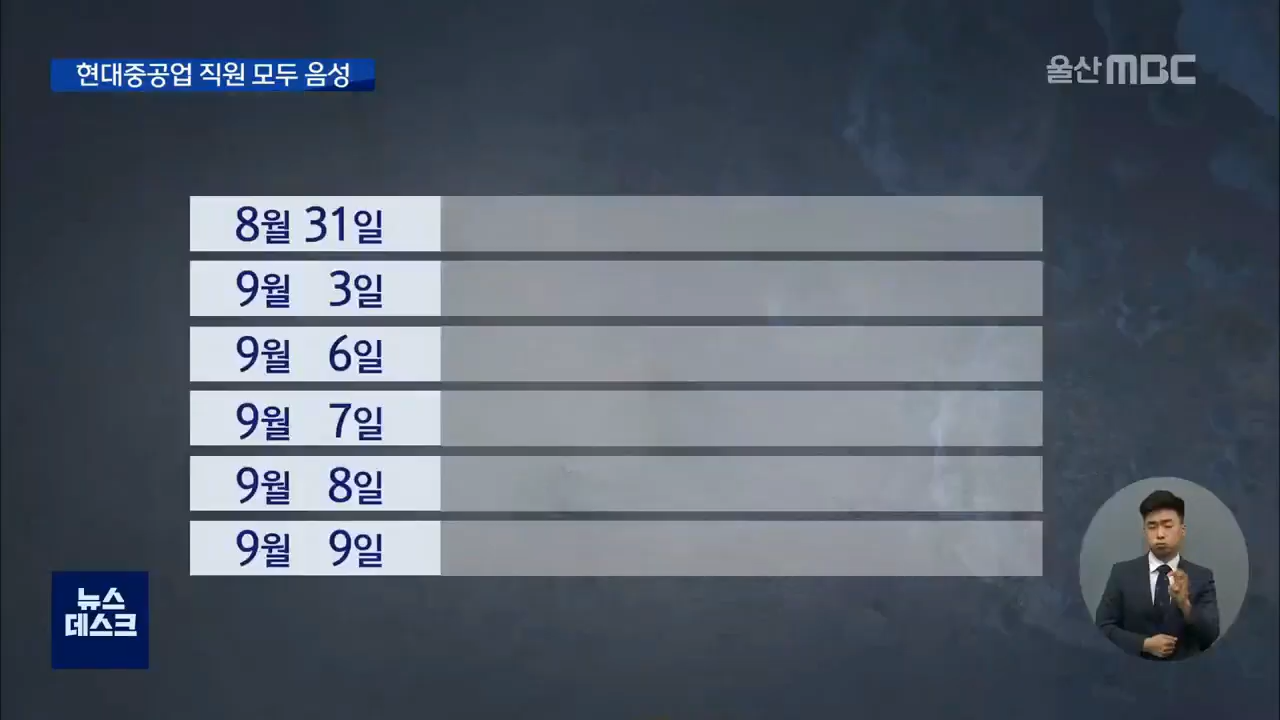 현대중공업 직원 모두 음성
울산MBC
8월 31일
9월 3일
9월 6일
9월 7일
9월 8일
9월 9일
뉴스
데스크